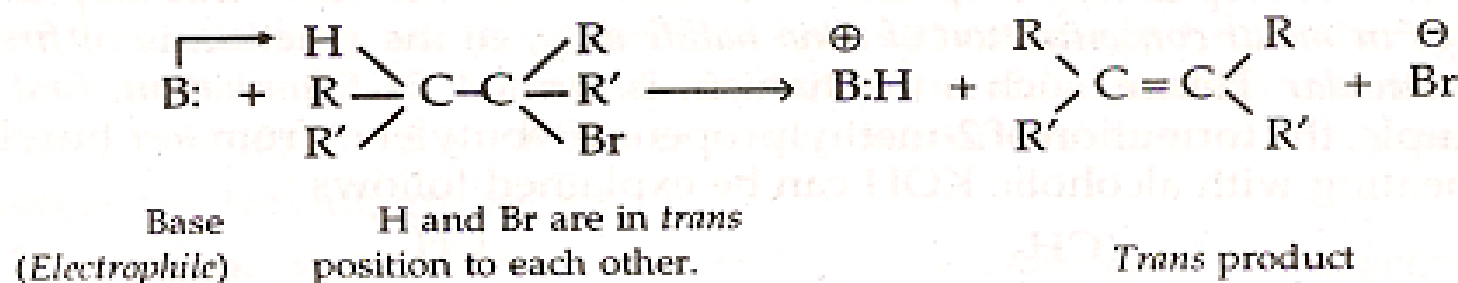 H R R ⊕ R R ⊖
B: + R—C—C—R′ ⟶ B:H + C=C + Br
R′ Br R′ R′
Base H and Br are in trans
(Electrophile) position to each other. Trans product